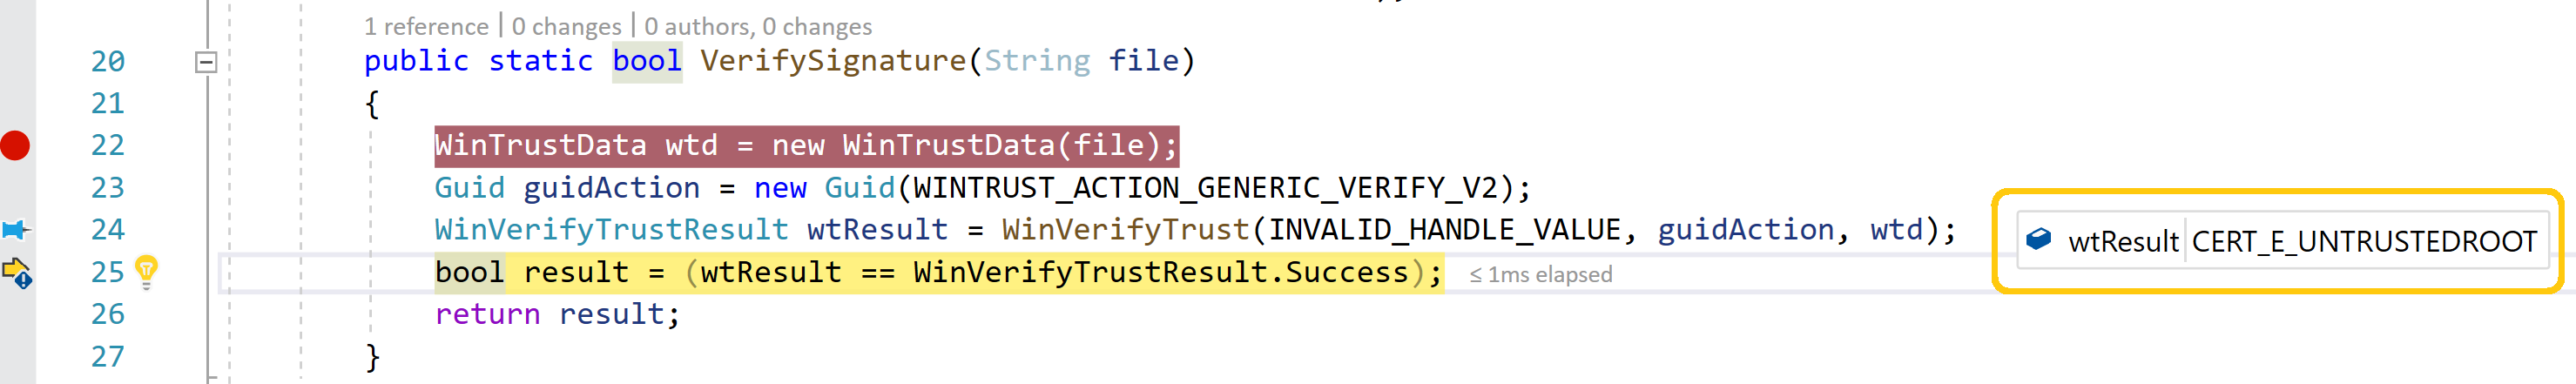 1 reference | 0 changes | 0 authors, 0 changes
20 public static bool VerifySignature(String file)
21 {
22 WinTrustData wtd = new WinTrustData(file);
23 Guid guidAction = new Guid(WINTRUST_ACTION_GENERIC_VERIFY_V2);
24 WinVerifyTrustResult wtResult = WinVerifyTrust(INVALID_HANDLE_VALUE, guidAction, wtd); wtResult | CERT_E_UNTRUSTEDROOT
25 bool result = (wtResult == WinVerifyTrustResult.Success); ≤ 1ms elapsed
26 return result;
27 }